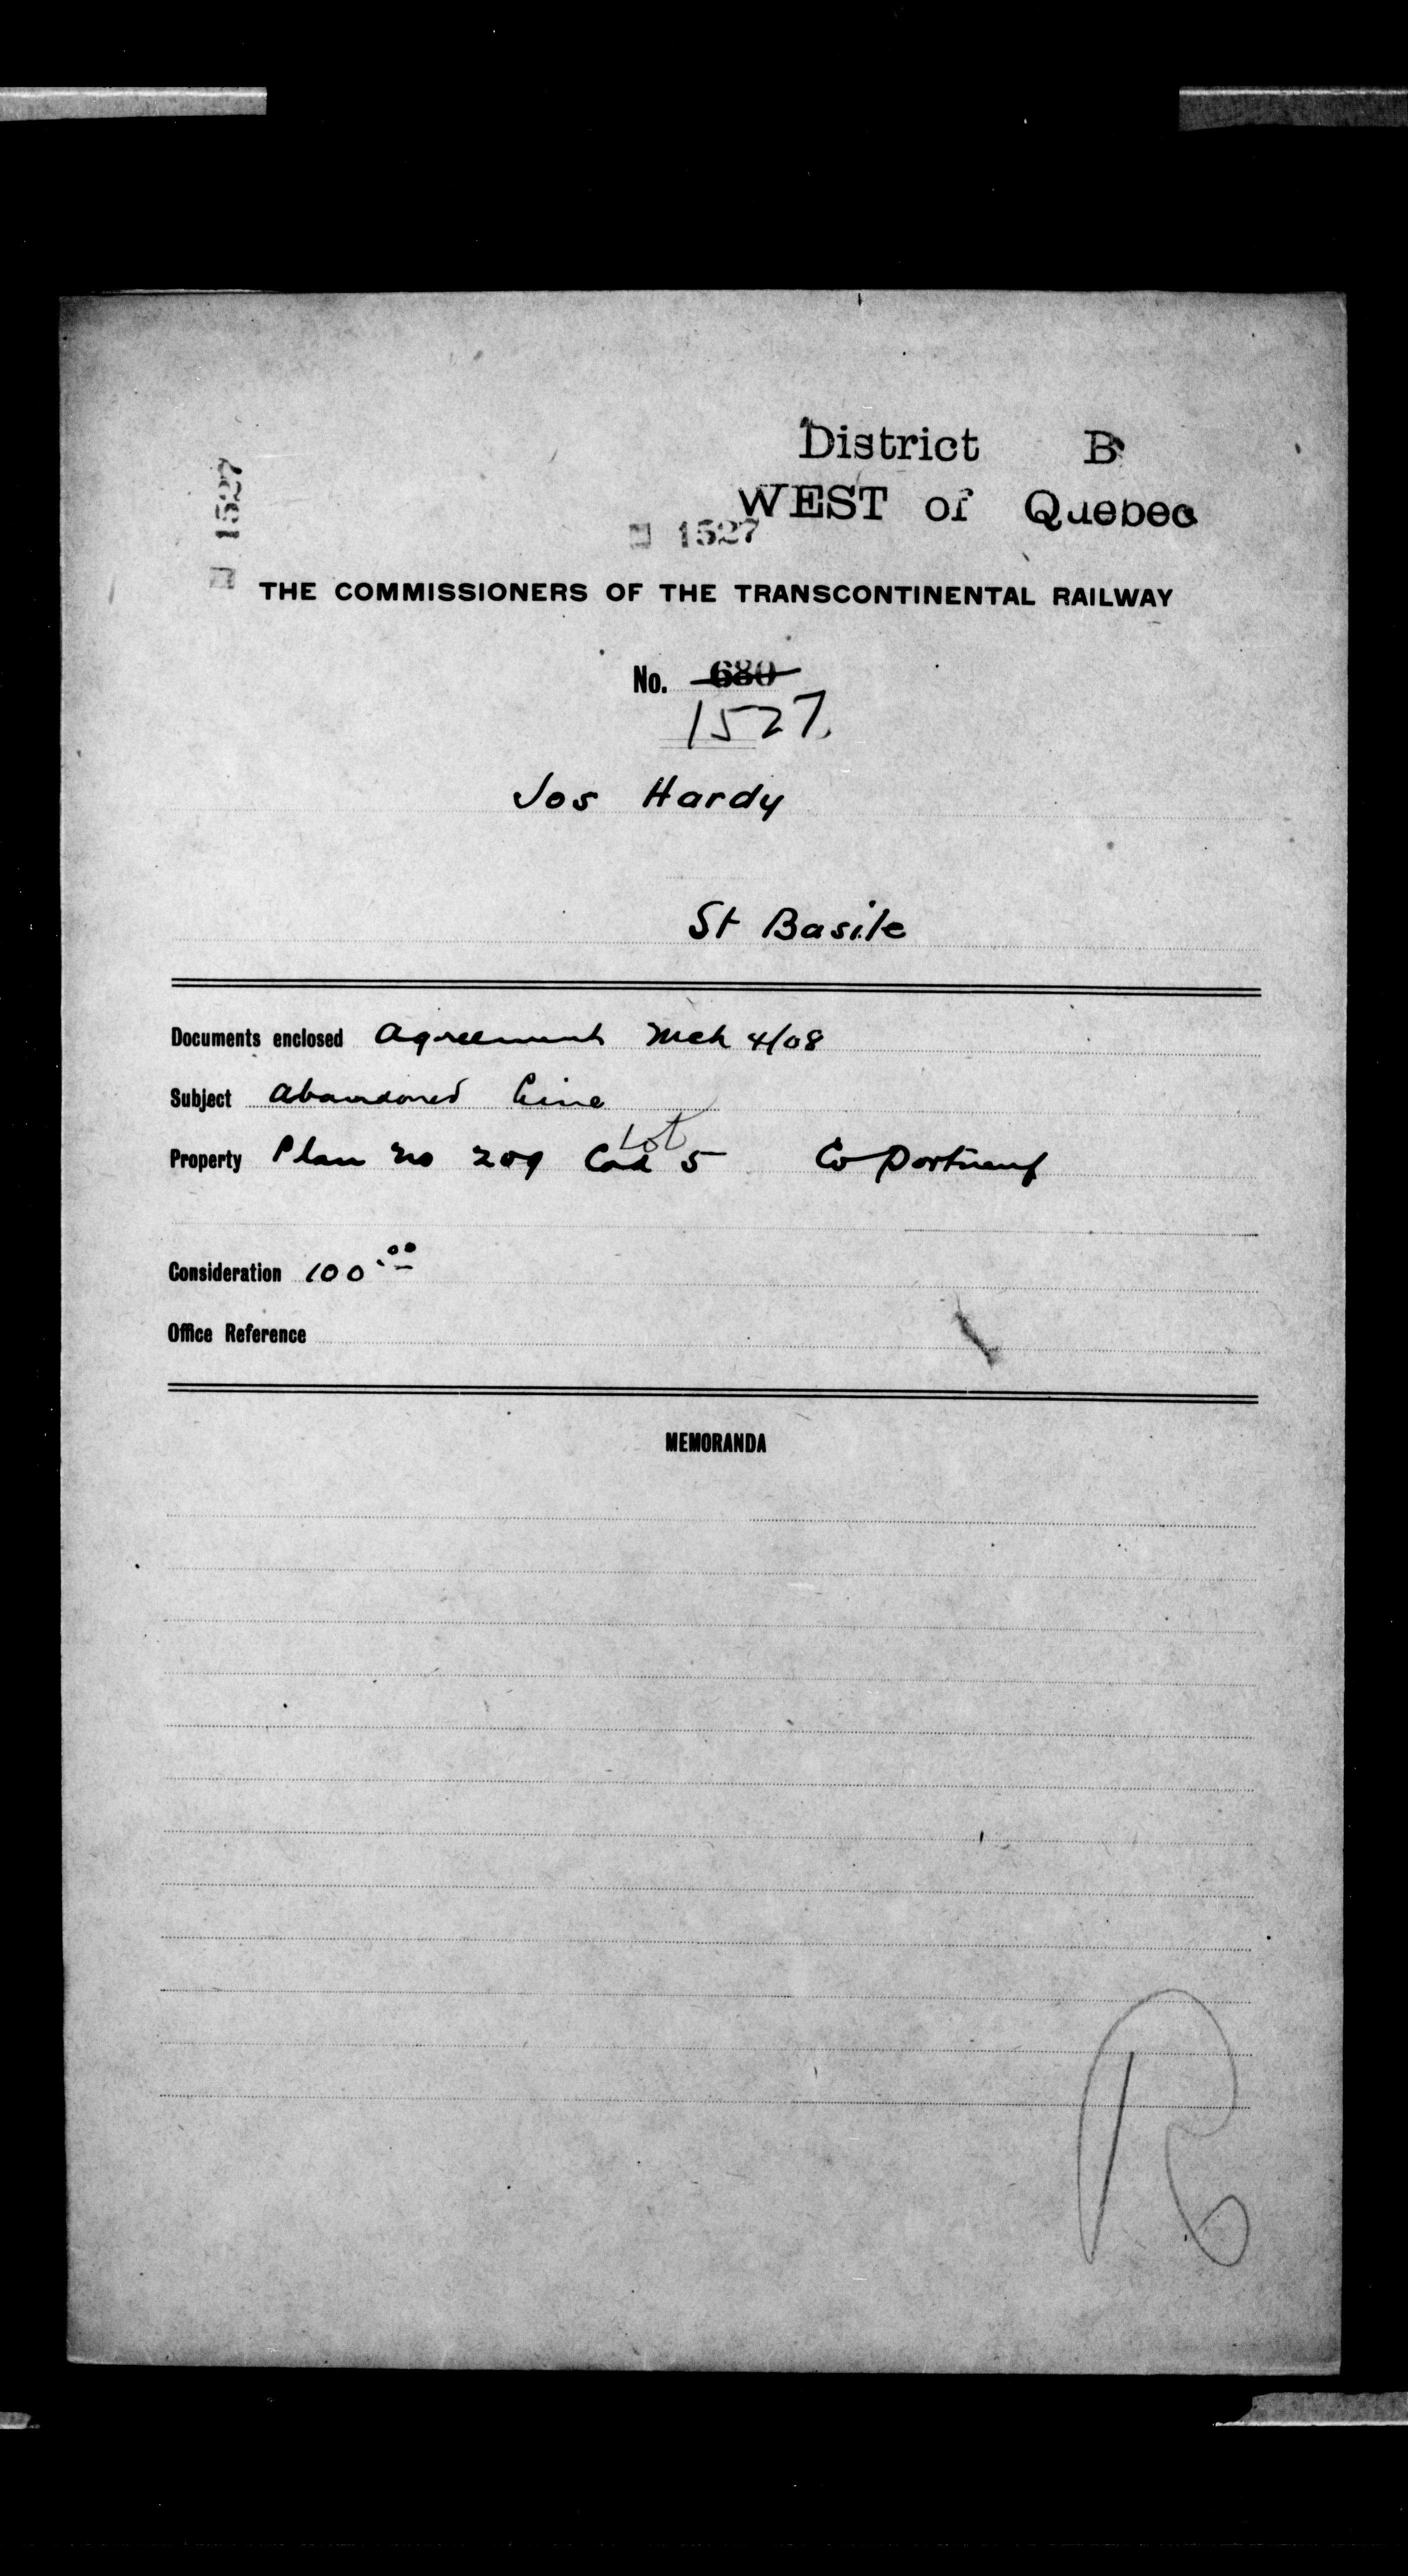 District B
WEST of Quebec
1527
1527
THE COMMISSIONERS OF THE TRANSCONTINENTAL RAILWAY
No. 680
1527.
Jos Hardy
St Basile
Documents enclosed Agreement Mch 4/08
Subject Abandoned Line
Lot
Property Plan no 209 Cad 5 Co Portneuf
Consideration 100.00
Office Reference
MEMORANDA